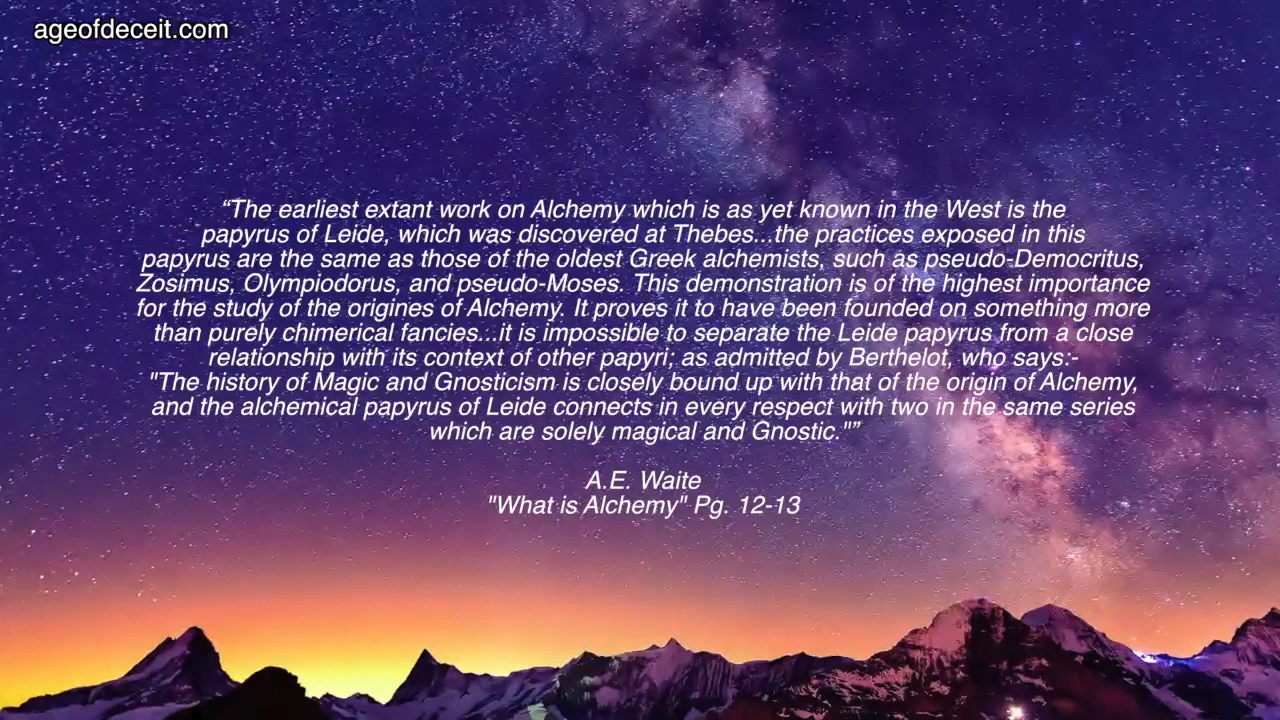 ageofdeceit.com
“The earliest extant work on Alchemy which is as yet known in the West is the
papyrus of Leide, which was discovered at Thebes...the practices exposed in this
papyrus are the same as those of the oldest Greek alchemists, such as pseudo-Democritus,
Zosimus, Olympiodorus, and pseudo-Moses. This demonstration is of the highest importance
for the study of the origines of Alchemy. It proves it to have been founded on something more
than purely chimerical fancies...it is impossible to separate the Leide papyrus from a close
relationship with its context of other papyri; as admitted by Berthelot, who says:-
"The history of Magic and Gnosticism is closely bound up with that of the origin of Alchemy,
and the alchemical papyrus of Leide connects in every respect with two in the same series
which are solely magical and Gnostic."”
A.E. Waite
"What is Alchemy" Pg. 12-13